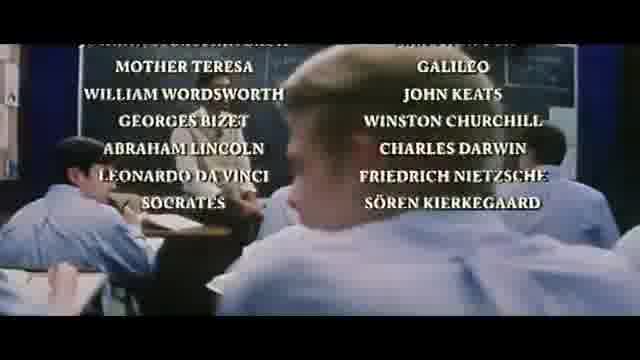 MOTHER TERESA
GALILEO
WILLIAM WORDSWORTH
JOHN KEATS
GEORGES BIZET
WINSTON CHURCHILL
ABRAHAM LINCOLN
CHARLES DARWIN
LEONARDO DA VINCI
FRIEDRICH NIETZSCHE
SOCRATES
SÖREN KIERKEGAARD